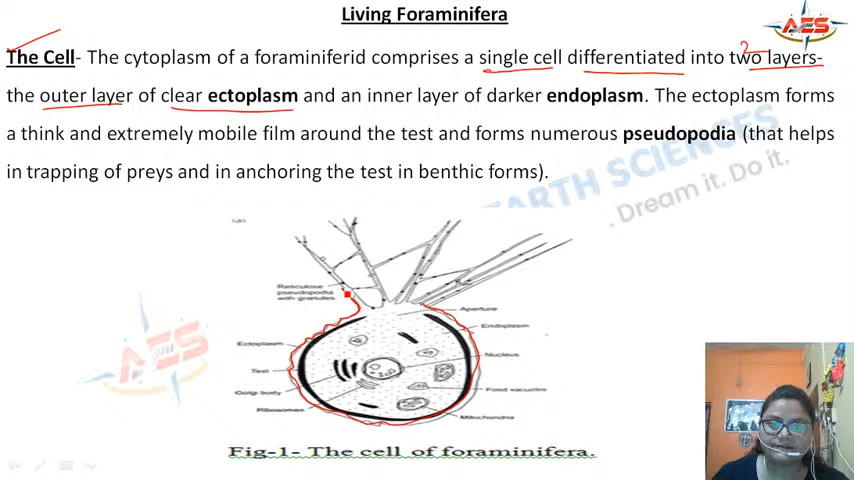 Living Foraminifera
AES
The Cell- The cytoplasm of a foraminiferid comprises a single cell differentiated into two layers-
2
the outer layer of clear ectoplasm and an inner layer of darker endoplasm. The ectoplasm forms
a think and extremely mobile film around the test and forms numerous pseudopodia (that helps
in trapping of preys and in anchoring the test in benthic forms).
EARTH SCIENCES
. Dream it. Do it.
Reticulose
pseudopodia
with granules
Aperture
Endoplasm
Ectoplasm
Nucleus
Test
Golgi body
Food vacuoles
Ribosomes
Mitochondria
AES
Fig-1- The cell of foraminifera.